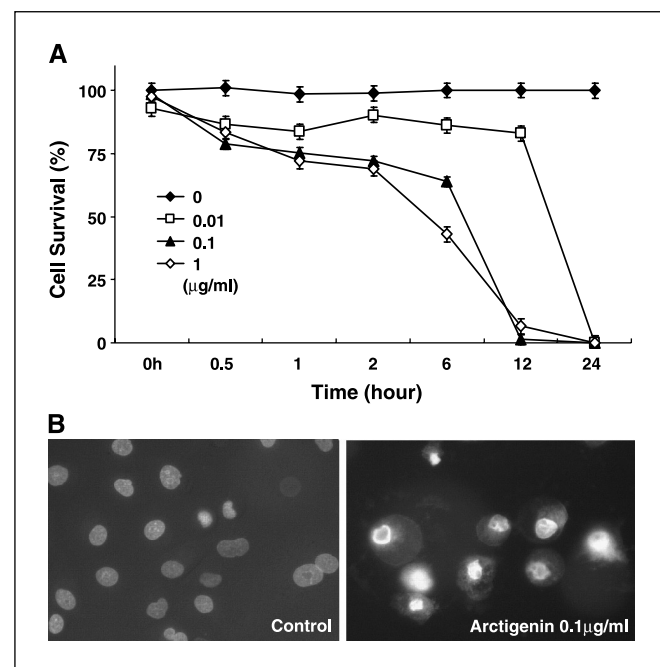 A
Cell Survival (%)
100
75
50
25
0
0
0.01
0.1
1
(μg/ml)
0h 0.5 1 2 6 12 24
Time (hour)
B
Control
Arctigenin 0.1μg/ml